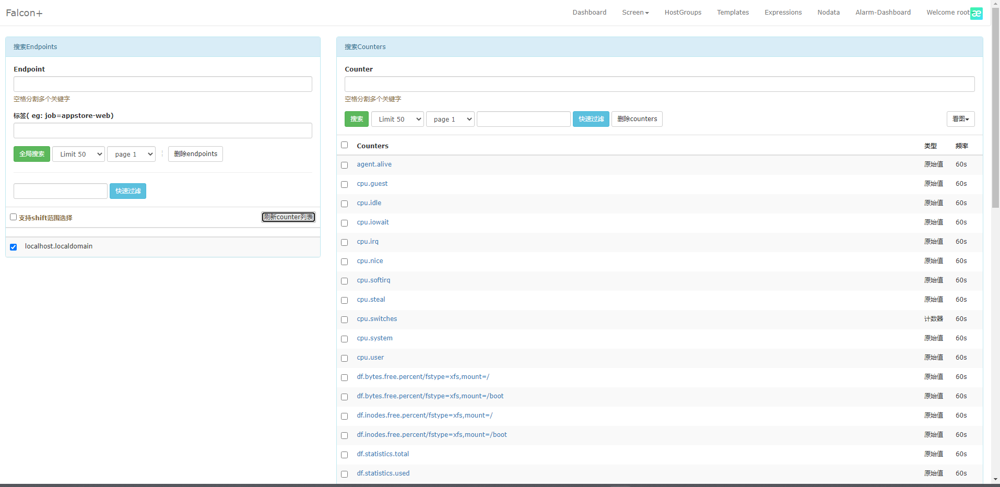 Falcon+
Dashboard Screen HostGroups Templates Expressions Nodata Alarm-Dashboard Welcome root æ
搜索Endpoints
Endpoint
空格分割多个关键字
标签( eg: job=appstore-web)
全局搜索 Limit 50 page 1 ¦ 删除endpoints
快速过滤
支持shift范围选择 刷新counter列表
localhost.localdomain
搜索Counters
Counter
空格分割多个关键字
搜索 Limit 50 page 1 快速过滤 删除counters 看图
Counters 类型 频率
agent.alive 原始值 60s
cpu.guest 原始值 60s
cpu.idle 原始值 60s
cpu.iowait 原始值 60s
cpu.irq 原始值 60s
cpu.nice 原始值 60s
cpu.softirq 原始值 60s
cpu.steal 原始值 60s
cpu.switches 计数器 60s
cpu.system 原始值 60s
cpu.user 原始值 60s
df.bytes.free.percent/fstype=xfs,mount=/ 原始值 60s
df.bytes.free.percent/fstype=xfs,mount=/boot 原始值 60s
df.inodes.free.percent/fstype=xfs,mount=/ 原始值 60s
df.inodes.free.percent/fstype=xfs,mount=/boot 原始值 60s
df.statistics.total 原始值 60s
df.statistics.used 原始值 60s